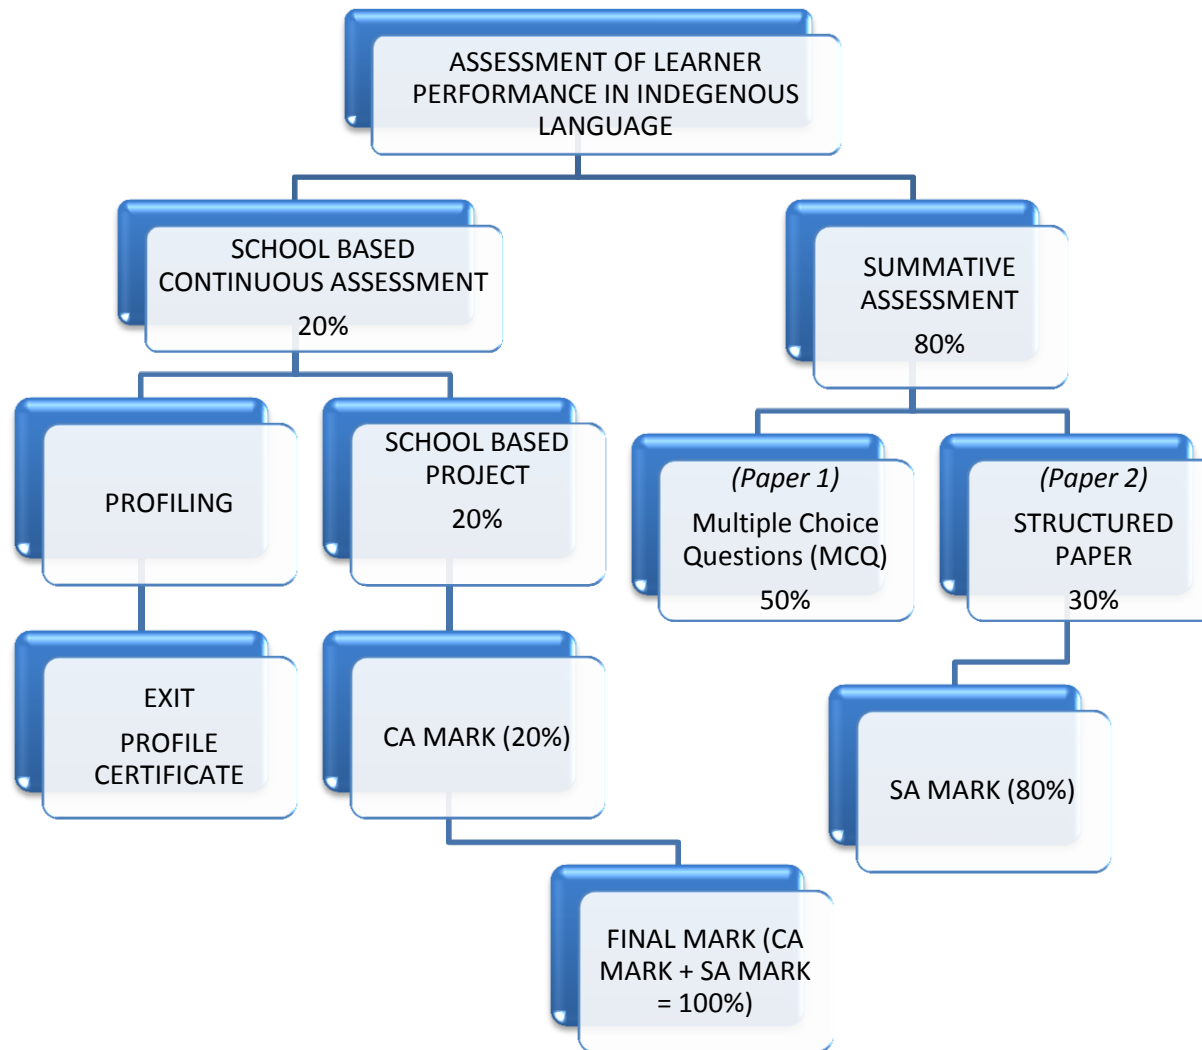 ASSESSMENT OF LEARNER
PERFORMANCE IN INDEGENOUS
LANGUAGE
SCHOOL BASED
CONTINUOUS ASSESSMENT
20%
SUMMATIVE
ASSESSMENT
80%
PROFILING
SCHOOL BASED
PROJECT
20%
(Paper 1)
Multiple Choice
Questions (MCQ)
50%
(Paper 2)
STRUCTURED
PAPER
30%
EXIT
PROFILE
CERTIFICATE
CA MARK (20%)
SA MARK (80%)
FINAL MARK (CA
MARK + SA MARK
= 100%)